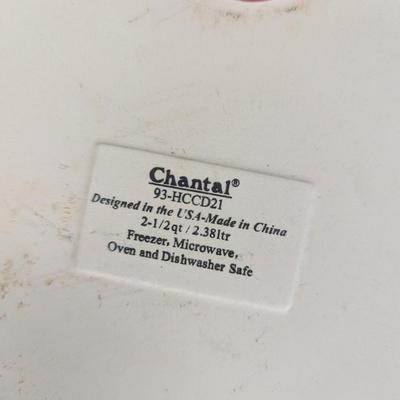 Chantal®
93-HCCD21
Designed in the USA-Made in China
2-1/2qt / 2.38ltr
Freezer, Microwave,
Oven and Dishwasher Safe